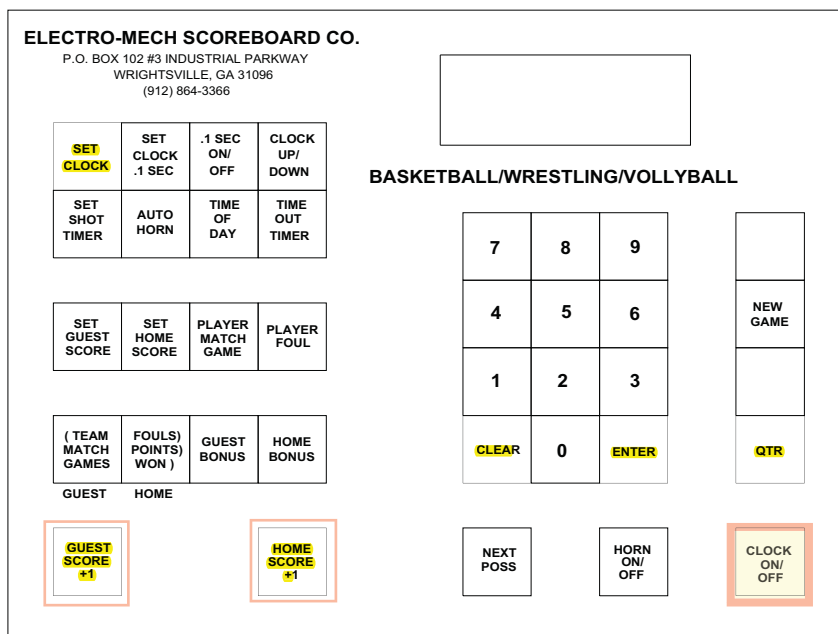 ELECTRO-MECH SCOREBOARD CO.
P.O. BOX 102 #3 INDUSTRIAL PARKWAY
WRIGHTSVILLE, GA 31096
(912) 864-3366
SET
CLOCK
SET
CLOCK
.1 SEC
.1 SEC
ON/
OFF
CLOCK
UP/
DOWN
SET
SHOT
TIMER
AUTO
HORN
TIME
OF
DAY
TIME
OUT
TIMER
SET
GUEST
SCORE
SET
HOME
SCORE
PLAYER
MATCH
GAME
PLAYER
FOUL
( TEAM
MATCH
GAMES
FOULS)
POINTS)
WON )
GUEST
BONUS
HOME
BONUS
GUEST
HOME
GUEST
SCORE
+1
HOME
SCORE
+1
BASKETBALL/WRESTLING/VOLLYBALL
7
8
9
4
5
6
NEW
GAME
1
2
3
CLEAR
0
ENTER
QTR
NEXT
POSS
HORN
ON/
OFF
CLOCK
ON/
OFF